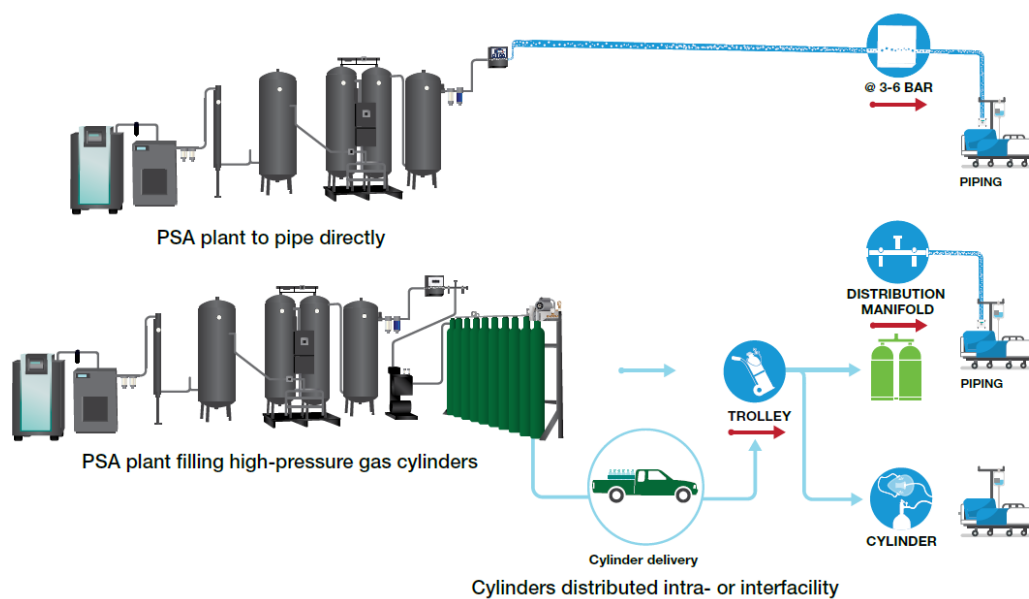 @ 3-6 BAR
PIPING
PSA plant to pipe directly
DISTRIBUTION
MANIFOLD
TROLLEY
PIPING
PSA plant filling high-pressure gas cylinders
CYLINDER
Cylinder delivery
Cylinders distributed intra- or interfacility